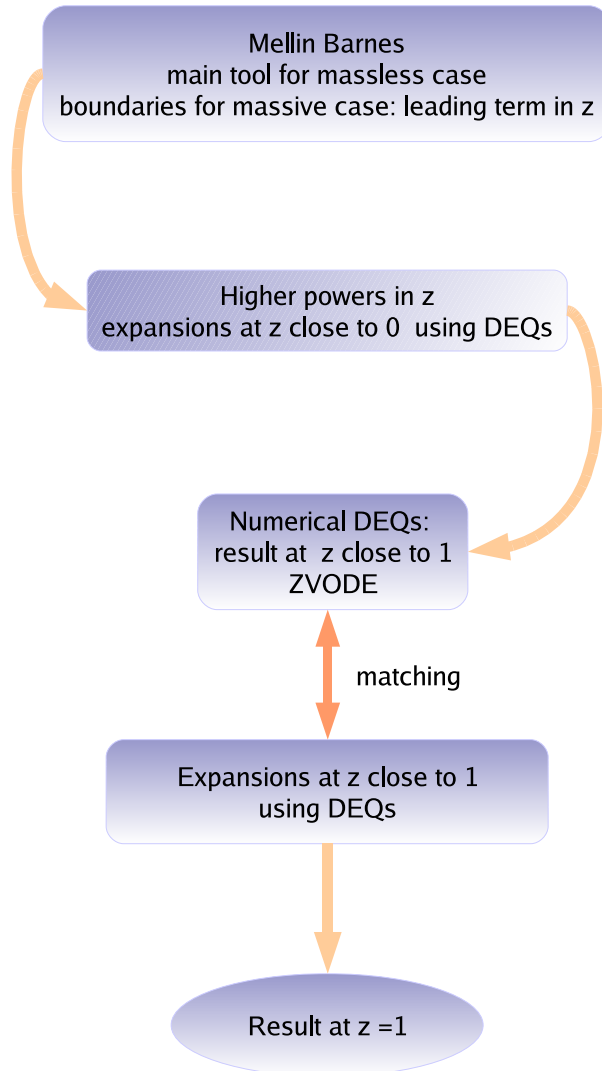 Mellin Barnes
main tool for massless case
boundaries for massive case: leading term in z
Higher powers in z
expansions at z close to 0 using DEQs
Numerical DEQs:
result at z close to 1
ZVODE
matching
Expansions at z close to 1
using DEQs
Result at z =1